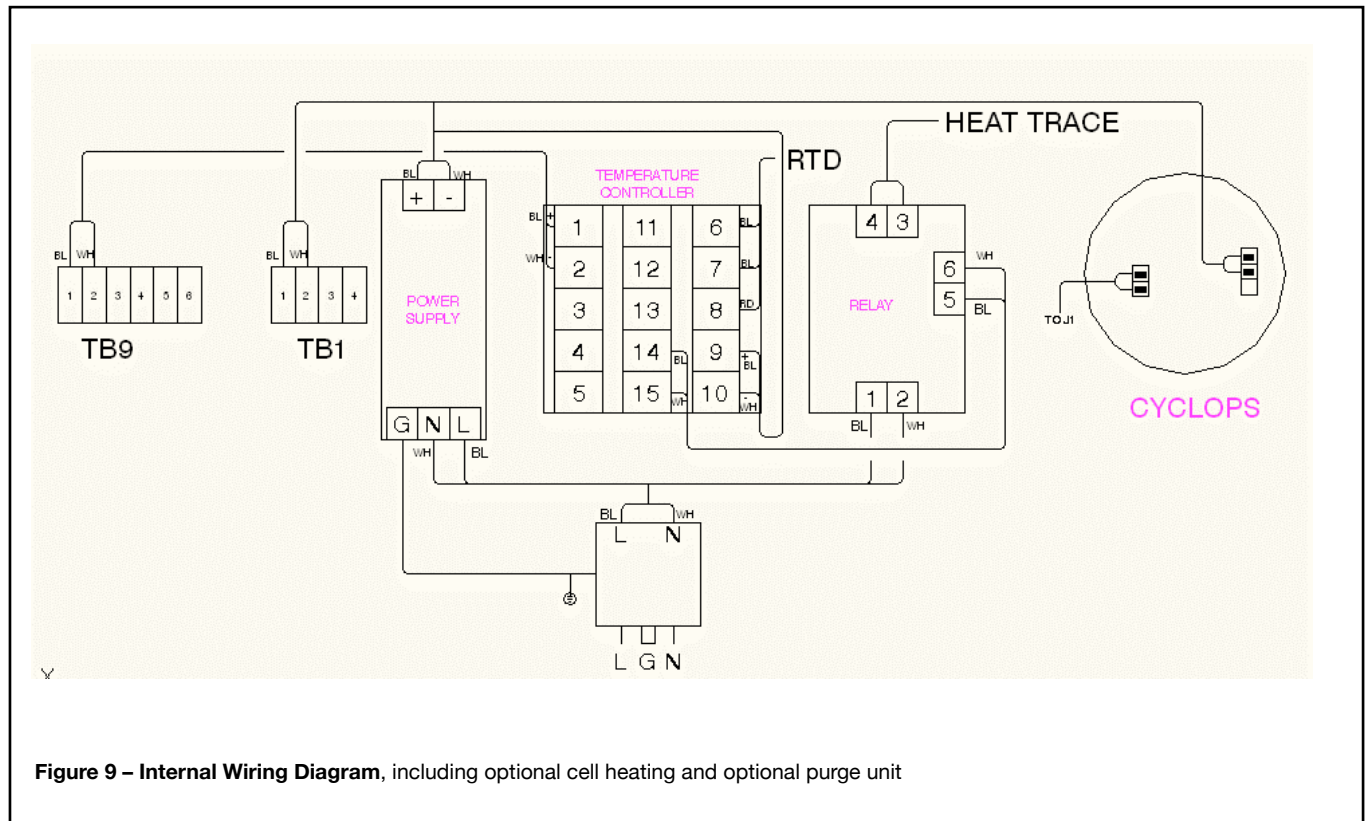 HEAT TRACE
RTD
TEMPERATURE
CONTROLLER
BL WH
+ -
POWER
SUPPLY
G N L
WH BL
BL WH
1 2 3 4 5 6
TB9
BL WH
1 2 3 4
TB1
BL +
WH -
1 11 6 BL
2 12 7 BL
3 13 8 RD
4 14 BL 9 + BL
5 15 WH 10 - WH
4 3
6 WH
5 BL
RELAY
1 2
BL WH
TOJ1
CYCLOPS
BL WH
L N
L G N
X
Figure 9 – Internal Wiring Diagram, including optional cell heating and optional purge unit